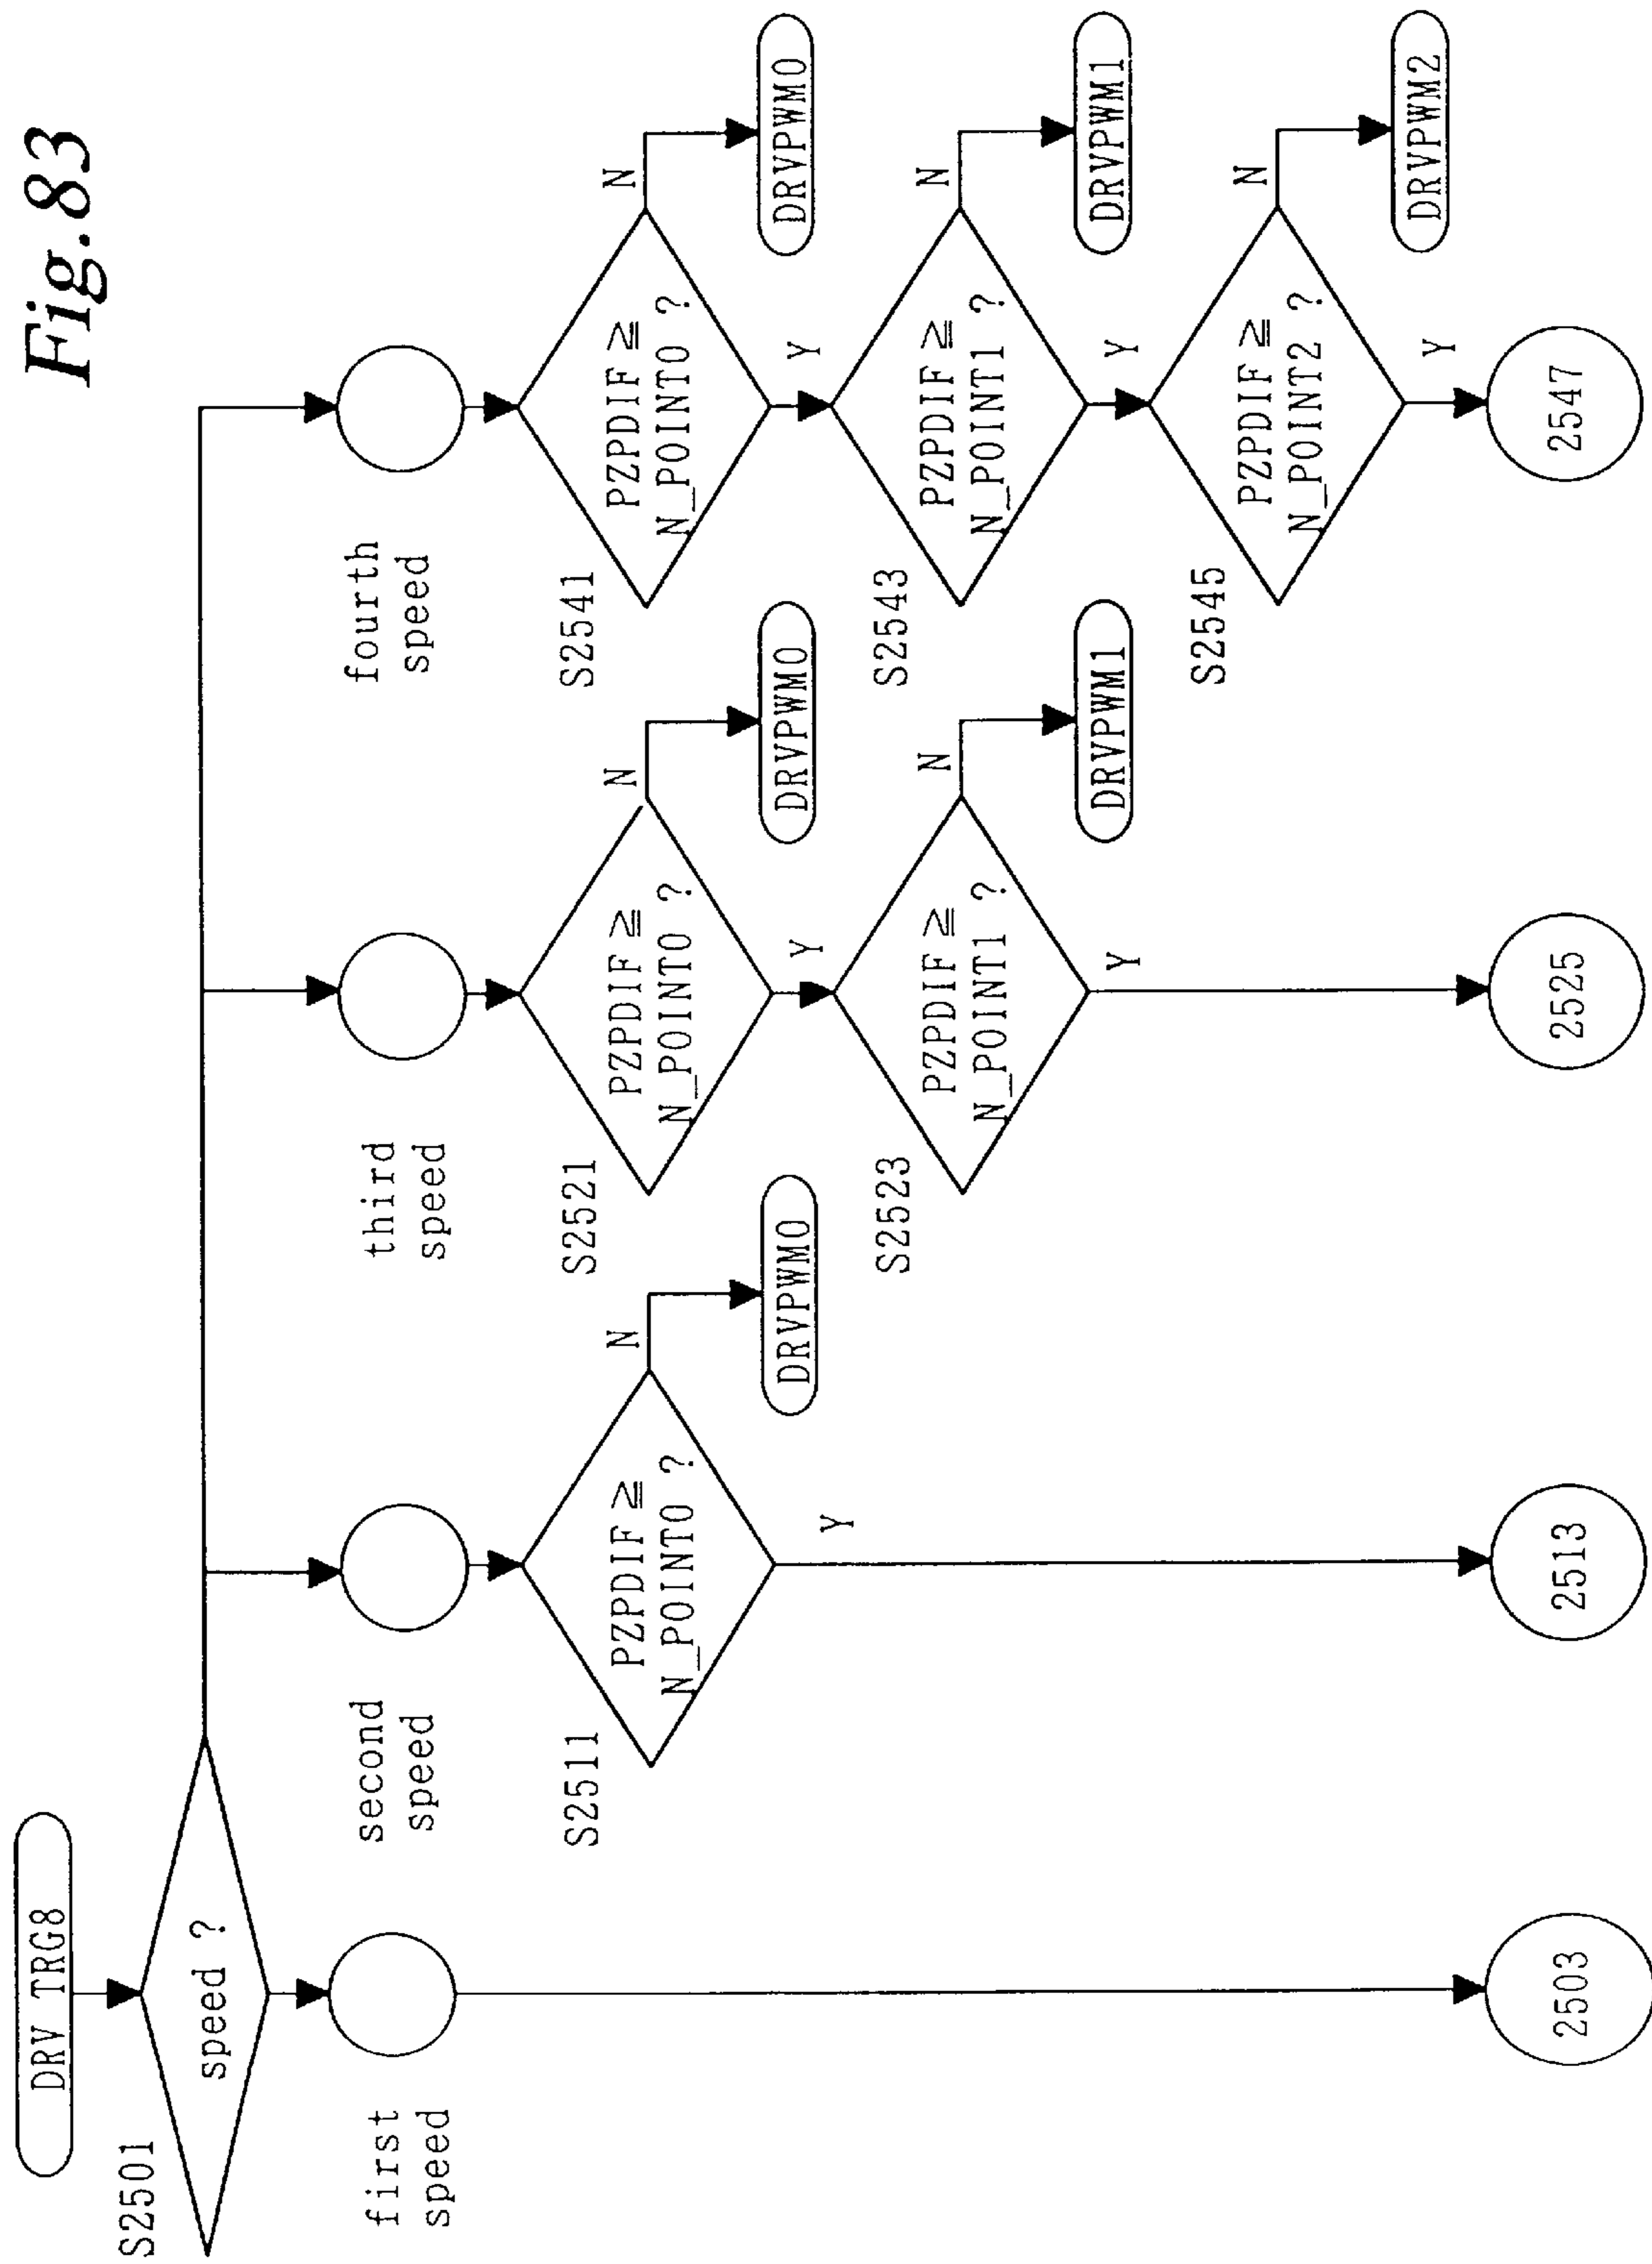 Fig.83
DRV TRG8
S2501
speed ?
first
speed
2503
second
speed
S2511
PZPDIF ≧
N_POINT0 ?
N
DRVPWM0
Y
2513
third
speed
S2521
PZPDIF ≧
N_POINT0 ?
N
DRVPWM0
Y
S2523
PZPDIF ≧
N_POINT1 ?
N
DRVPWM1
Y
2525
fourth
speed
S2541
PZPDIF ≧
N_POINT0 ?
N
DRVPWM0
Y
S2543
PZPDIF ≧
N_POINT1 ?
N
DRVPWM1
Y
S2545
PZPDIF ≧
N_POINT2 ?
N
DRVPWM2
Y
2547